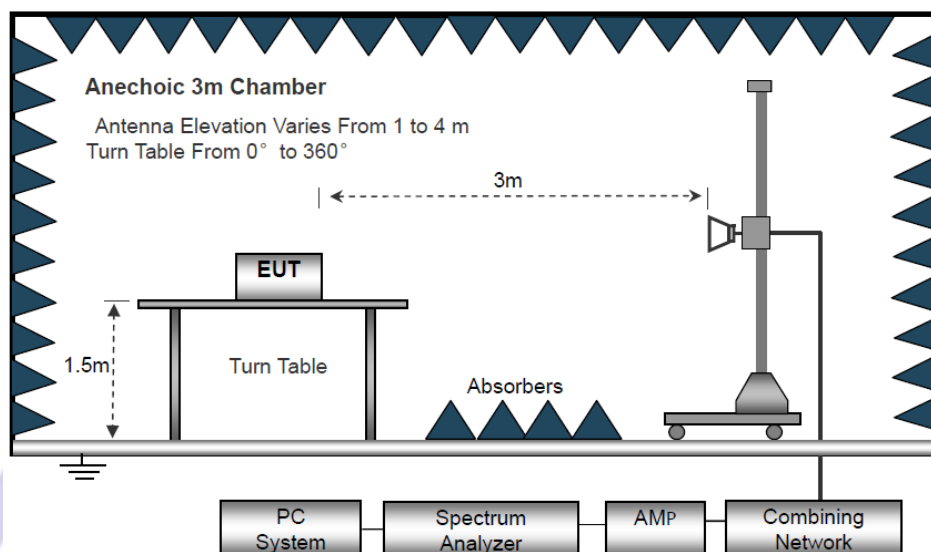 Anechoic 3m Chamber
Antenna Elevation Varies From 1 to 4 m
Turn Table From 0° to 360°
3m
EUT
1.5m
Turn Table
Absorbers
PC
System
Spectrum
Analyzer
AMP
Combining
Network